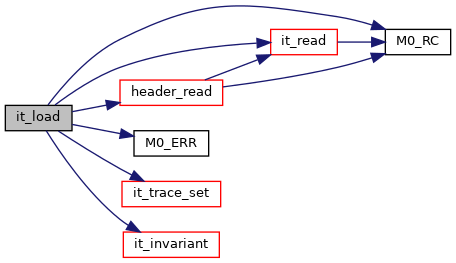 it_load
header_read
it_read
M0_RC
M0_ERR
it_trace_set
it_invariant